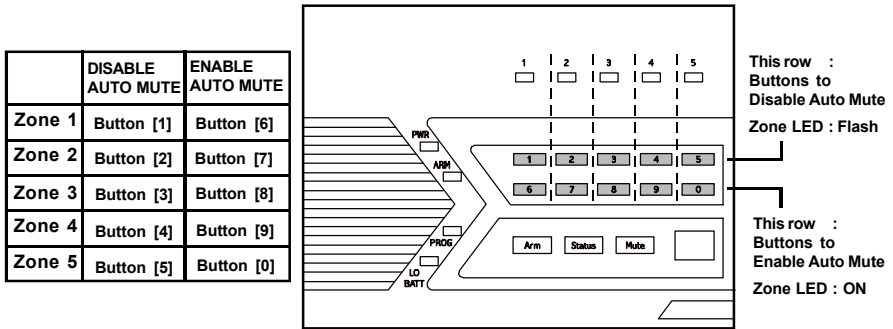 DISABLE AUTO MUTE
ENABLE AUTO MUTE
Zone 1 Button [1] Button [6]
Zone 2 Button [2] Button [7]
Zone 3 Button [3] Button [8]
Zone 4 Button [4] Button [9]
Zone 5 Button [5] Button [0]
1 2 3 4 5
PWR
ARM
1 2 3 4 5
6 7 8 9 0
PROG
LO
BATT
Arm Status Mute
This row :
Buttons to
Disable Auto Mute
Zone LED : Flash
This row :
Buttons to
Enable Auto Mute
Zone LED : ON